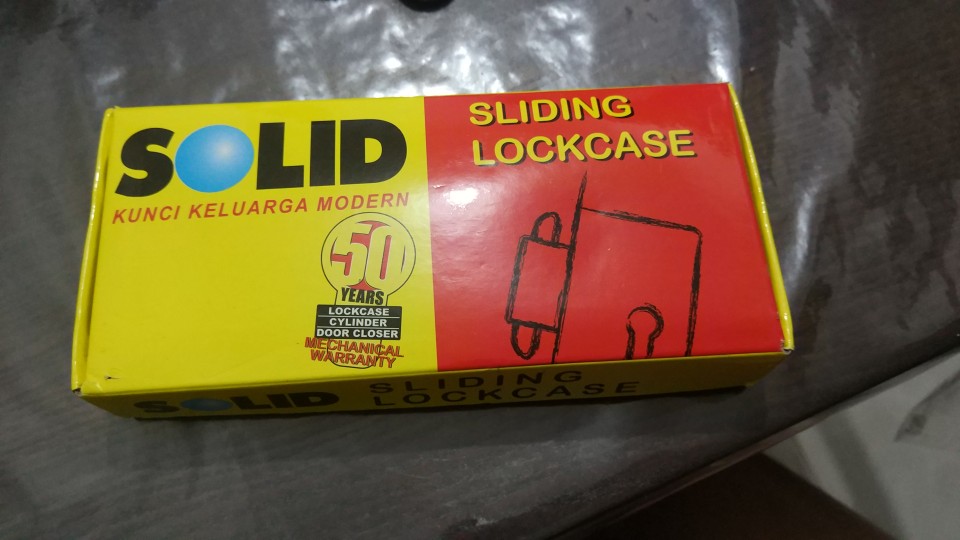 SOLID
KUNCI KELUARGA MODERN
50
YEARS
LOCKCASE
CYLINDER
DOOR CLOSER
MECHANICAL
WARRANTY
SLIDING
LOCKCASE
SOLID
SLIDING
LOCKCASE